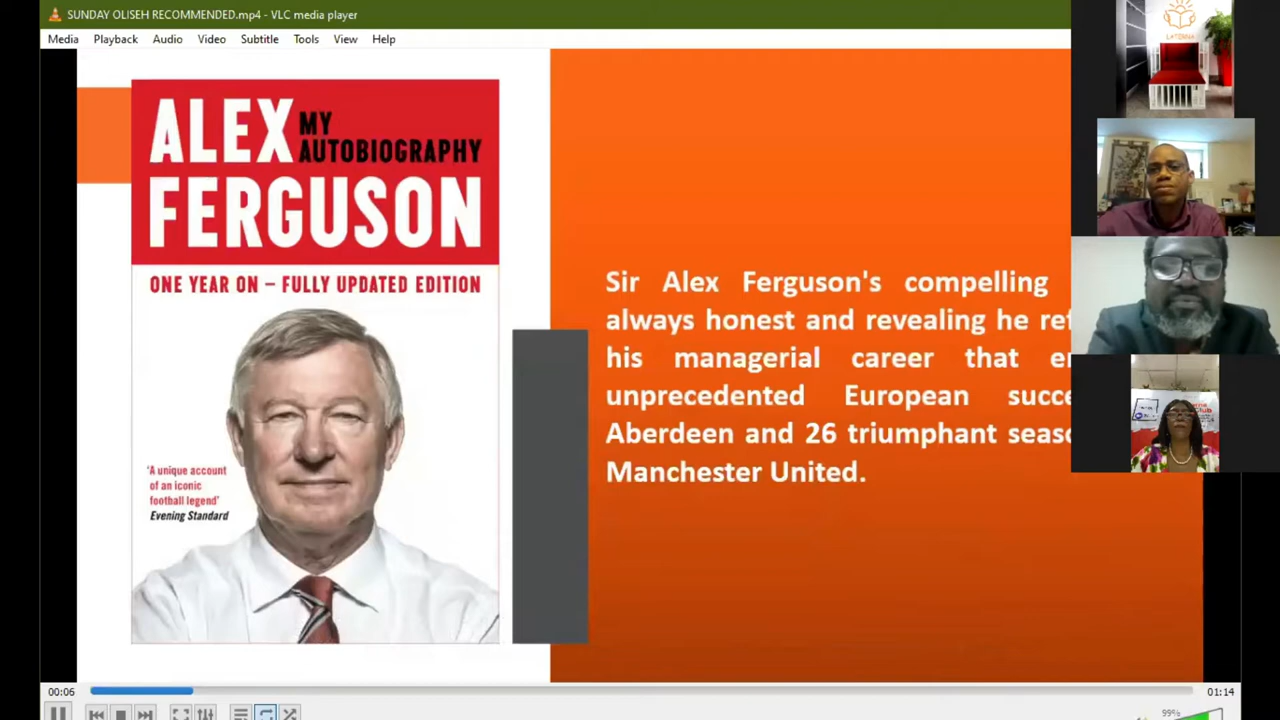 SUNDAY OLISEH RECOMMENDED.mp4 - VLC media player
Media Playback Audio Video Subtitle Tools View Help
ALEX MY AUTOBIOGRAPHY
FERGUSON
ONE YEAR ON – FULLY UPDATED EDITION
'A unique account
of an iconic
football legend'
Evening Standard
Sir Alex Ferguson's compelling
always honest and revealing he
his managerial career that
unprecedented European
Aberdeen and 26 triumphant
Manchester United.
00:06
01:14
99%